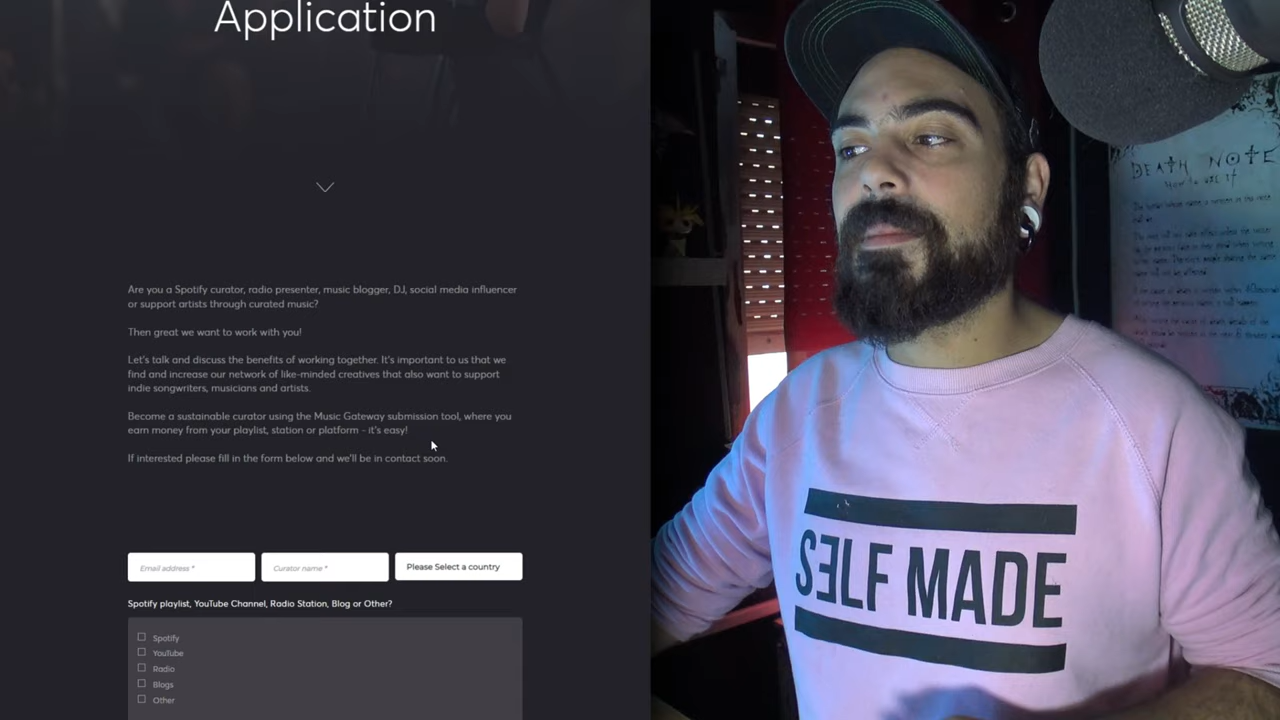 Application
Are you a Spotify curator, radio presenter, music blogger, DJ, social media influencer
or support artists through curated music?
Then great we want to work with you!
Let's talk and discuss the benefits of working together. It's important to us that we
find and increase our network of like-minded creatives that also want to support
indie songwriters, musicians and artists.
Become a sustainable curator using the Music Gateway submission tool, where you
earn money from your playlist, station or platform - it's easy!
If interested please fill in the form below and we'll be in contact soon.
Email address *
Curator name *
Please Select a country
Spotify playlist, YouTube Channel, Radio Station, Blog or Other?
Spotify
YouTube
Radio
Blogs
Other
DEATH NOTE
How to use it
SƎLF MADE